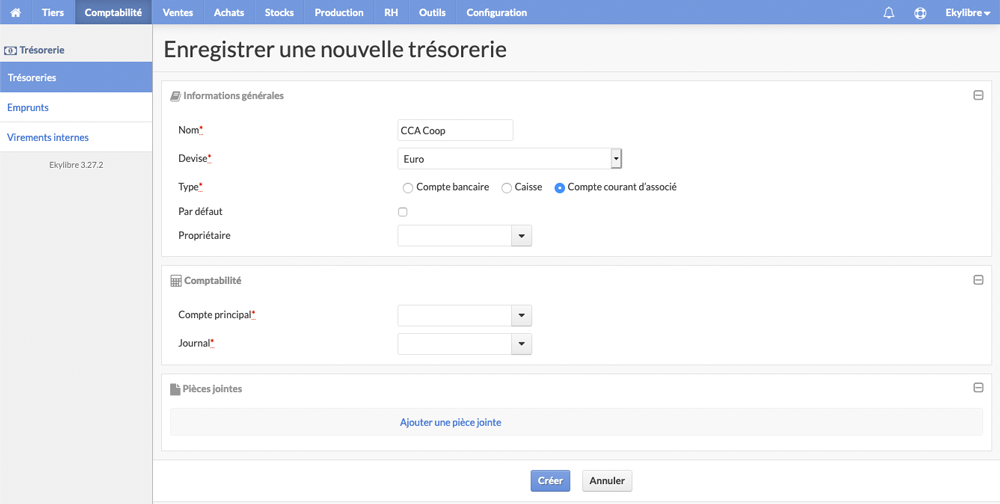 Tiers Comptabilité Ventes Achats Stocks Production RH Outils Configuration Ekylibre
Trésorerie
Trésoreries
Emprunts
Virements internes
Ekylibre 3.27.2
Enregistrer une nouvelle trésorerie
Informations générales
Nom*
CCA Coop
Devise*
Euro
Type*
Compte bancaire Caisse Compte courant d'associé
Par défaut
Propriétaire
Comptabilité
Compte principal*
Journal*
Pièces jointes
Ajouter une pièce jointe
Créer Annuler